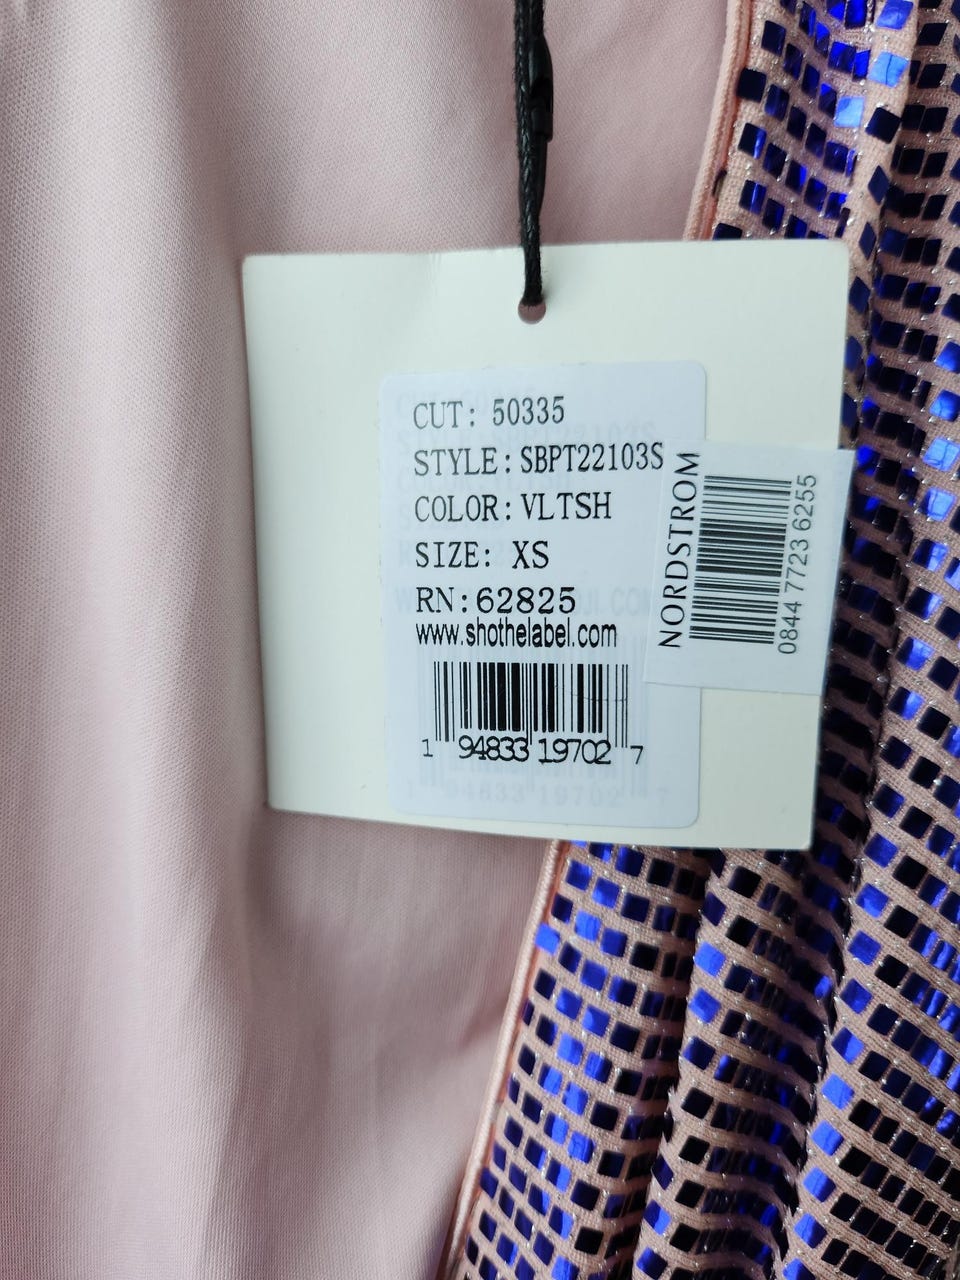 CUT: 50335
STYLE: SBPT22103S
COLOR: VLTSH
SIZE: XS
RN: 62825
www.shothelabel.com
1 94833 19702 7
NORDSTROM
0844 7723 6255